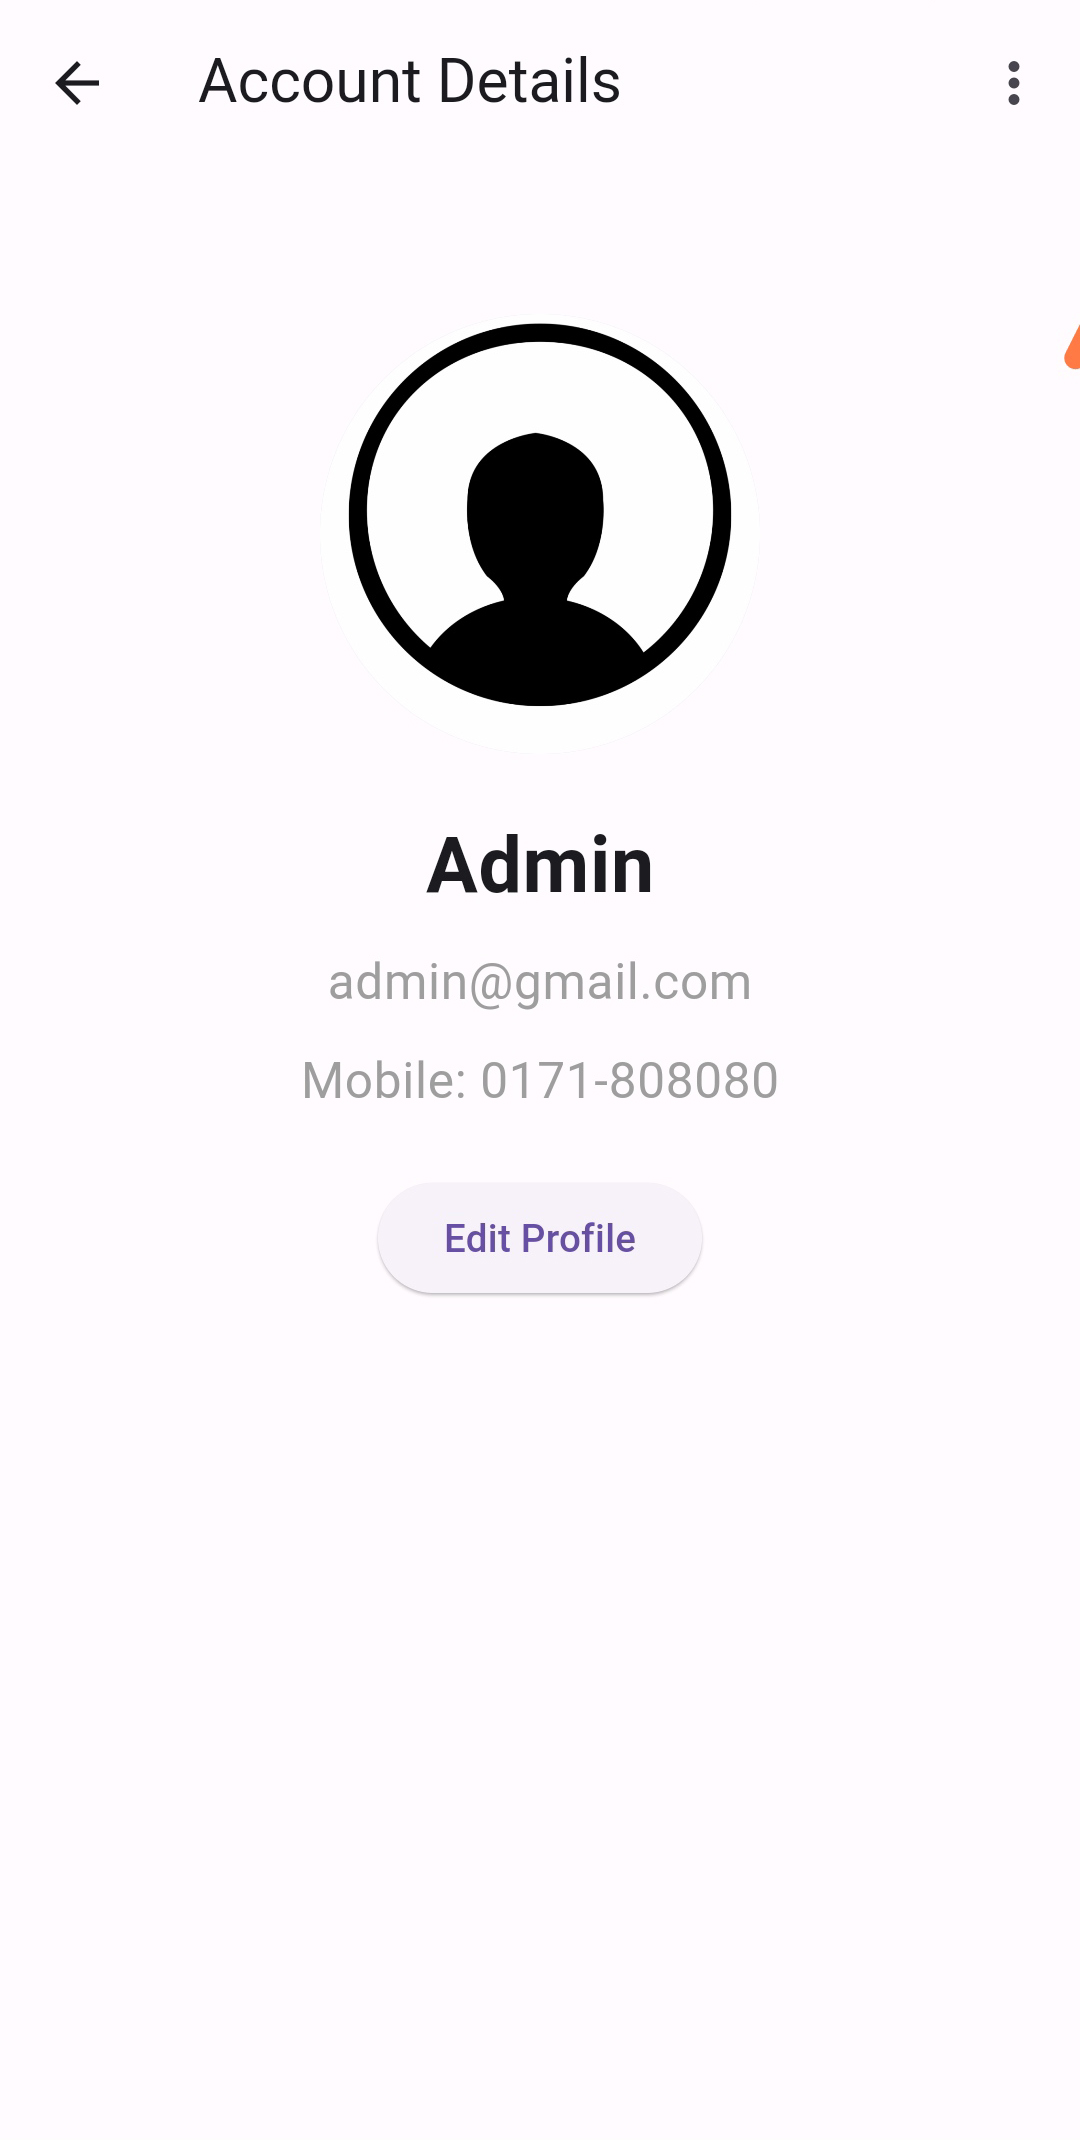 Account Details
Admin
admin@gmail.com
Mobile: 0171-808080
Edit Profile